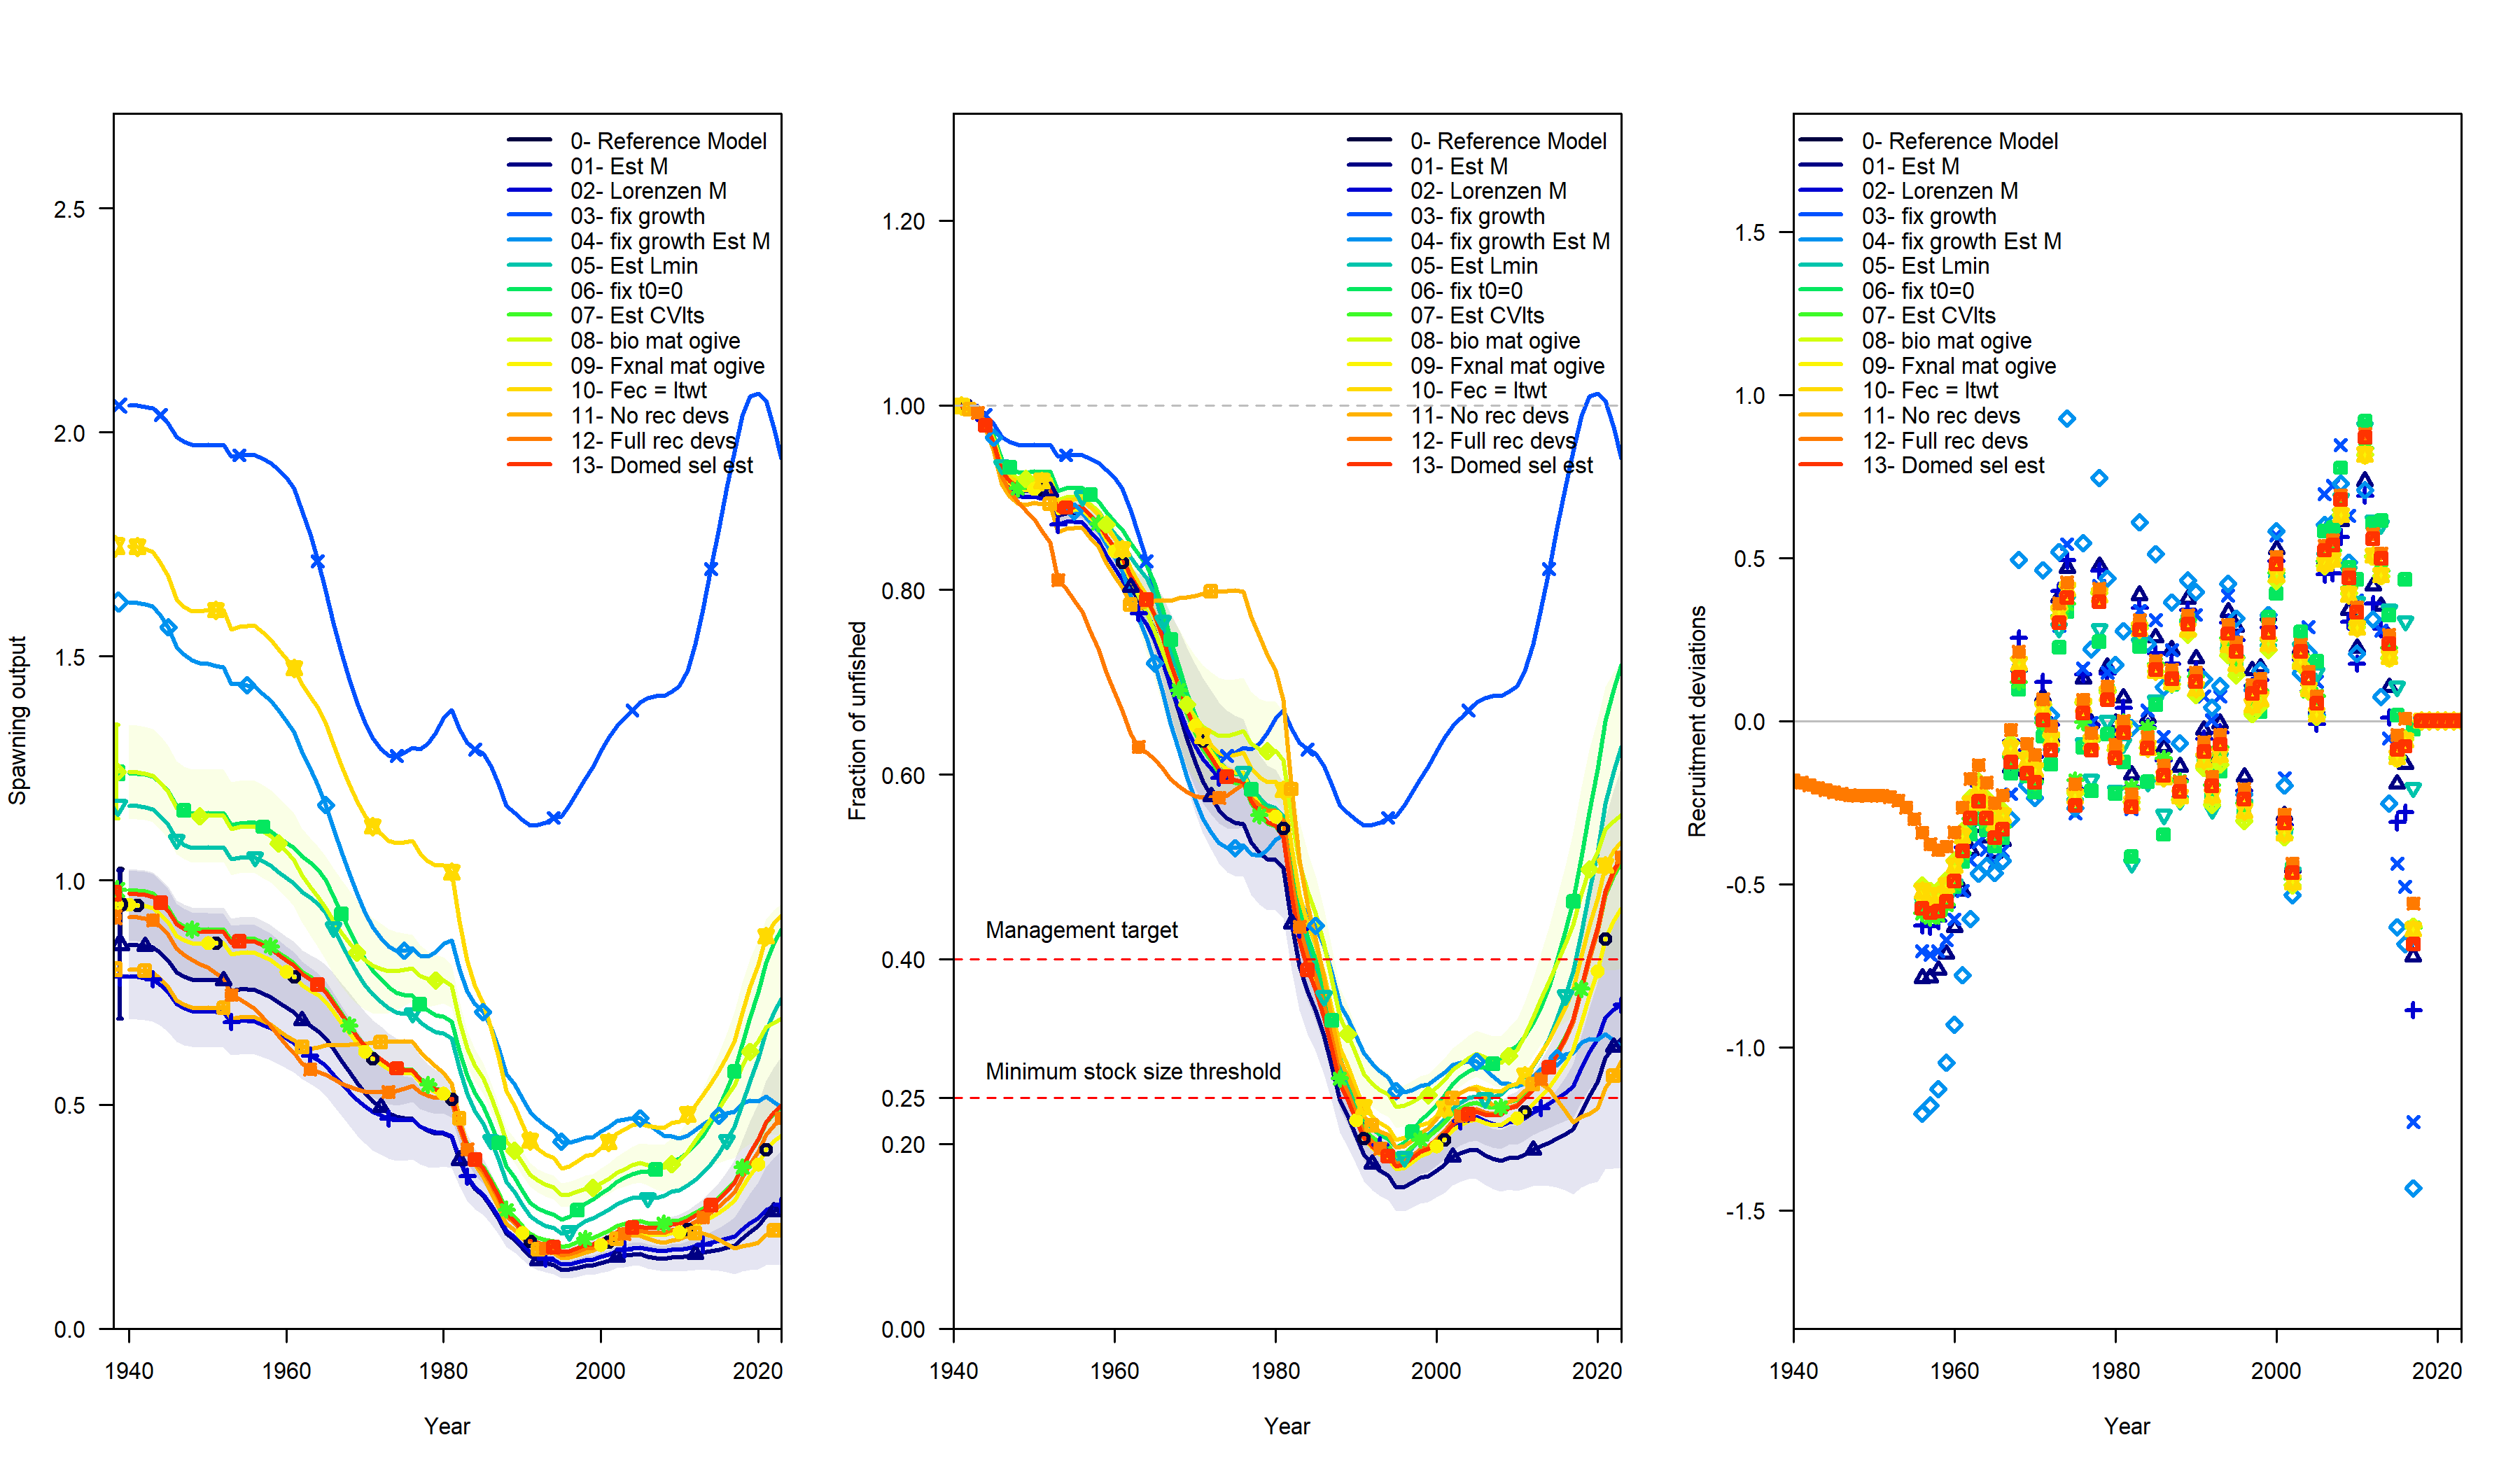 Spawning output
2.5
2.0
1.5
1.0
0.5
0.0
1940
1960
1980
2000
2020
Year
0- Reference Model
01- Est M
02- Lorenzen M
03- fix growth
04- fix growth Est M
05- Est Lmin
06- fix t0=0
07- Est CVlts
08- bio mat ogive
09- Fxnal mat ogive
10- Fec = ltwt
11- No rec devs
12- Full rec devs
13- Domed sel est
Fraction of unfished
1.20
1.00
0.80
0.60
0.40
0.25
0.20
0.00
1940
1960
1980
2000
2020
Year
0- Reference Model
01- Est M
02- Lorenzen M
03- fix growth
04- fix growth Est M
05- Est Lmin
06- fix t0=0
07- Est CVlts
08- bio mat ogive
09- Fxnal mat ogive
10- Fec = ltwt
11- No rec devs
12- Full rec devs
13- Domed sel est
Management target
Minimum stock size threshold
Recruitment deviations
1.5
1.0
0.5
0.0
-0.5
-1.0
-1.5
1940
1960
1980
2000
2020
Year
0- Reference Model
01- Est M
02- Lorenzen M
03- fix growth
04- fix growth Est M
05- Est Lmin
06- fix t0=0
07- Est CVlts
08- bio mat ogive
09- Fxnal mat ogive
10- Fec = ltwt
11- No rec devs
12- Full rec devs
13- Domed sel est